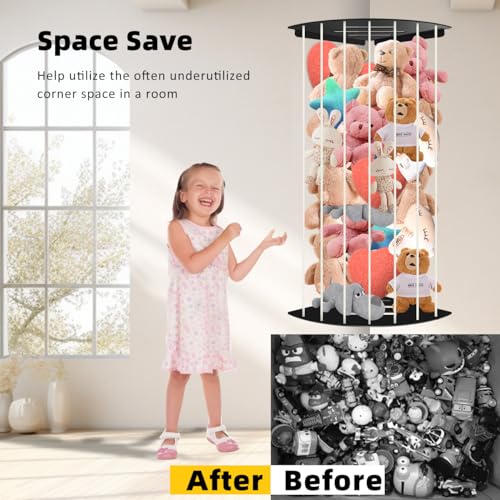 Space Save
Help utilize the often underutilized
corner space in a room
After Before